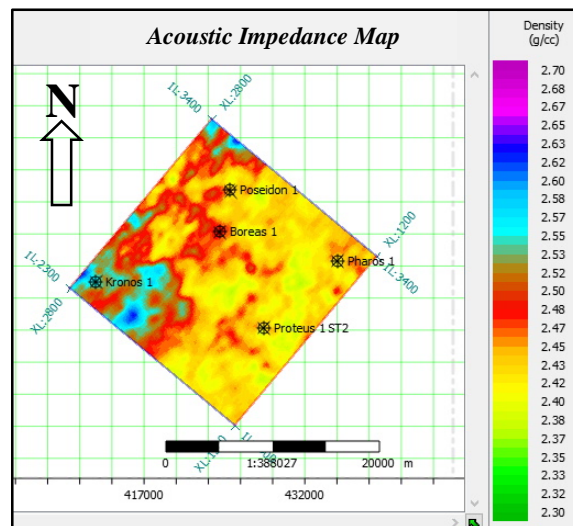 Acoustic Impedance Map
Density
(g/cc)
N
IL:3400
XL:2800
2.70
2.68
2.67
2.65
2.63
2.62
2.60
2.58
2.57
2.55
2.53
2.52
2.50
2.48
2.47
2.45
2.43
2.42
2.40
2.38
2.37
2.35
2.33
2.32
2.30
Poseidon 1
Boreas 1
XL:1200
Pharos 1
IL:3400
IL:2300
Kronos 1
XL:2800
Proteus 1 ST2
0
1:388027
20000 m
417000
432000